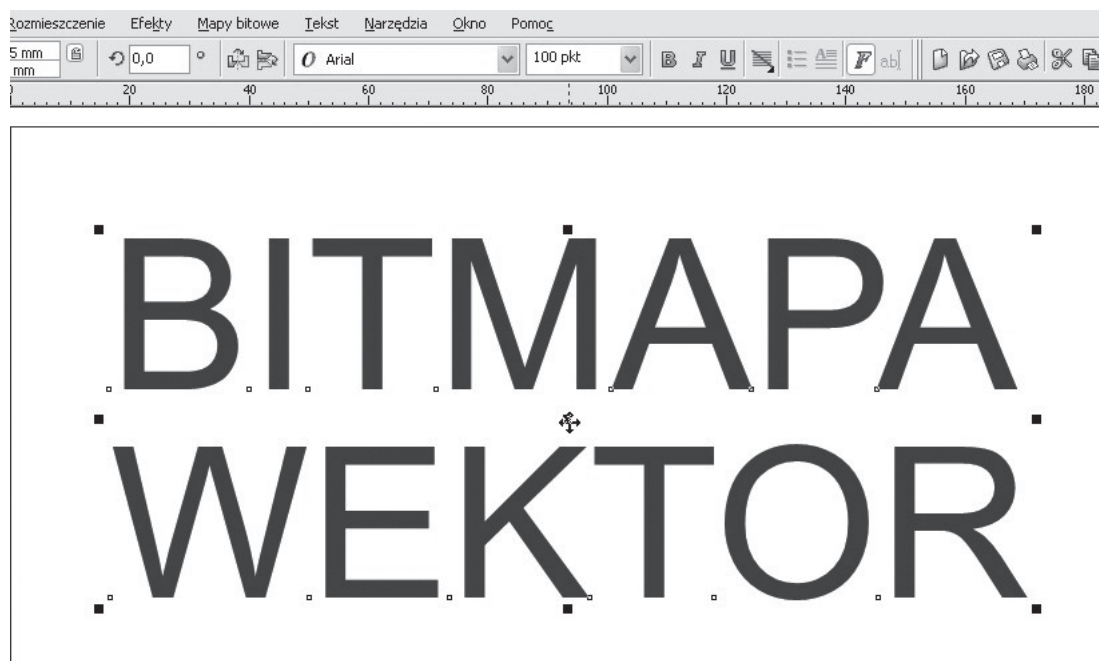 Rozmieszczenie Efekty Mapy bitowe Tekst Narzędzia Okno Pomoc
5 mm
mm
0,0 °
O Arial 100 pkt B I U F ab
20 40 60 80 100 120 140 160 180
BITMAPA
WEKTOR